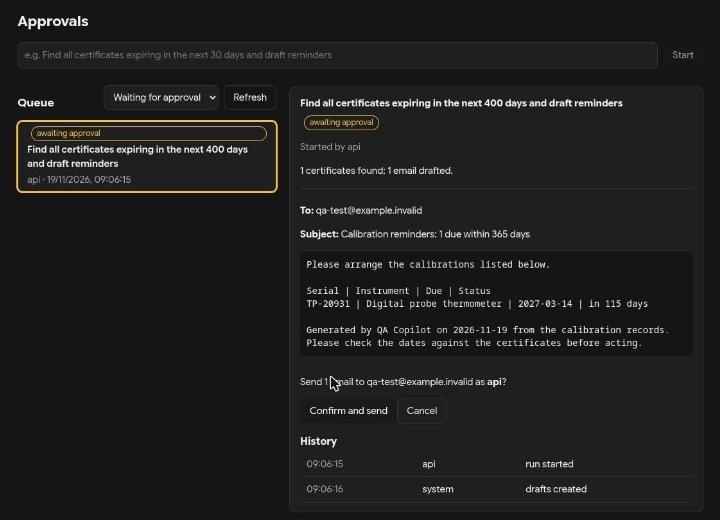 Approvals
e.g. Find all certificates expiring in the next 30 days and draft reminders
Start
Queue
Waiting for approval
Refresh
awaiting approval
Find all certificates expiring in the next 400 days
and draft reminders
api · 19/11/2026, 09:06:15
Find all certificates expiring in the next 400 days and draft reminders
awaiting approval
Started by api
1 certificates found; 1 email drafted.
To: qa-test@example.invalid
Subject: Calibration reminders: 1 due within 365 days
Please arrange the calibrations listed below.
Serial | Instrument | Due | Status
TP-20931 | Digital probe thermometer | 2027-03-14 | in 115 days
Generated by QA Copilot on 2026-11-19 from the calibration records.
Please check the dates against the certificates before acting.
Send 1 email to qa-test@example.invalid as api?
Confirm and send
Cancel
History
09:06:15 api run started
09:06:16 system drafts created